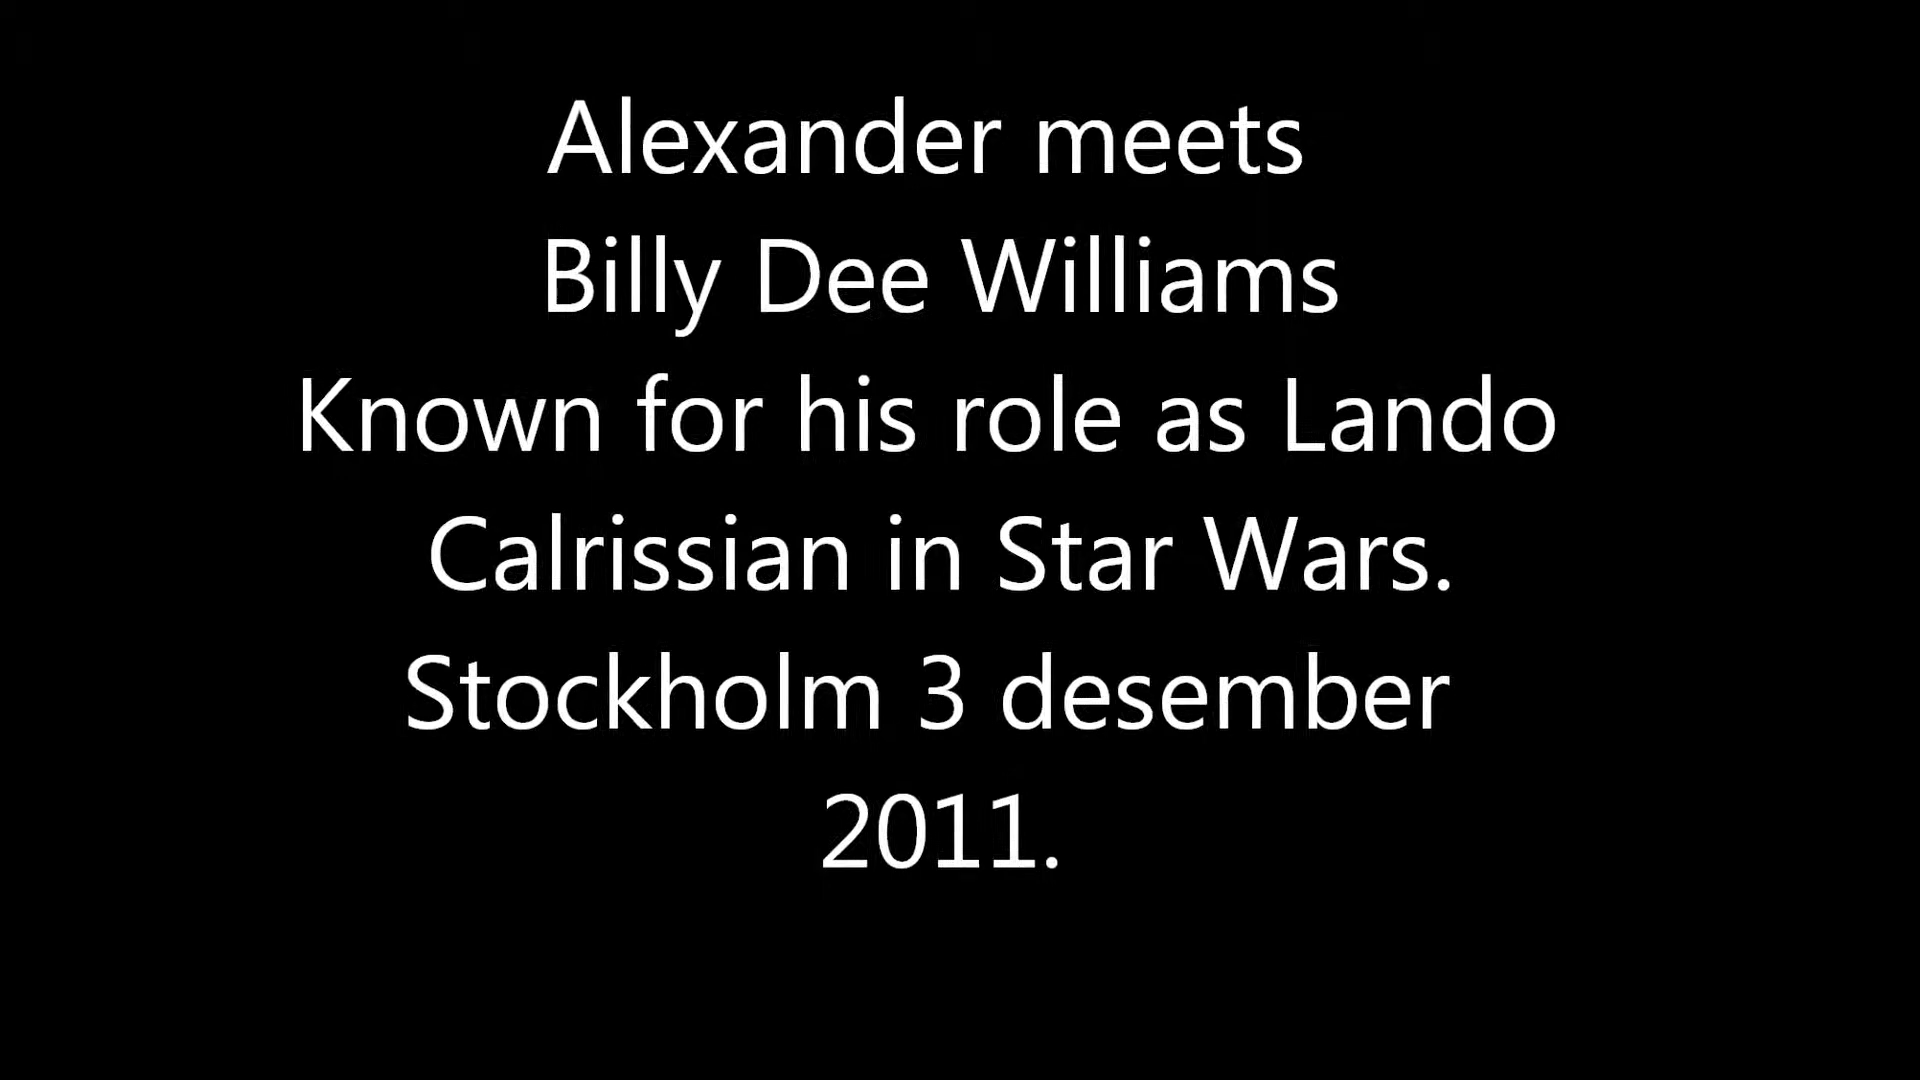 Alexander meets
Billy Dee Williams
Known for his role as Lando
Calrissian in Star Wars.
Stockholm 3 desember
2011.